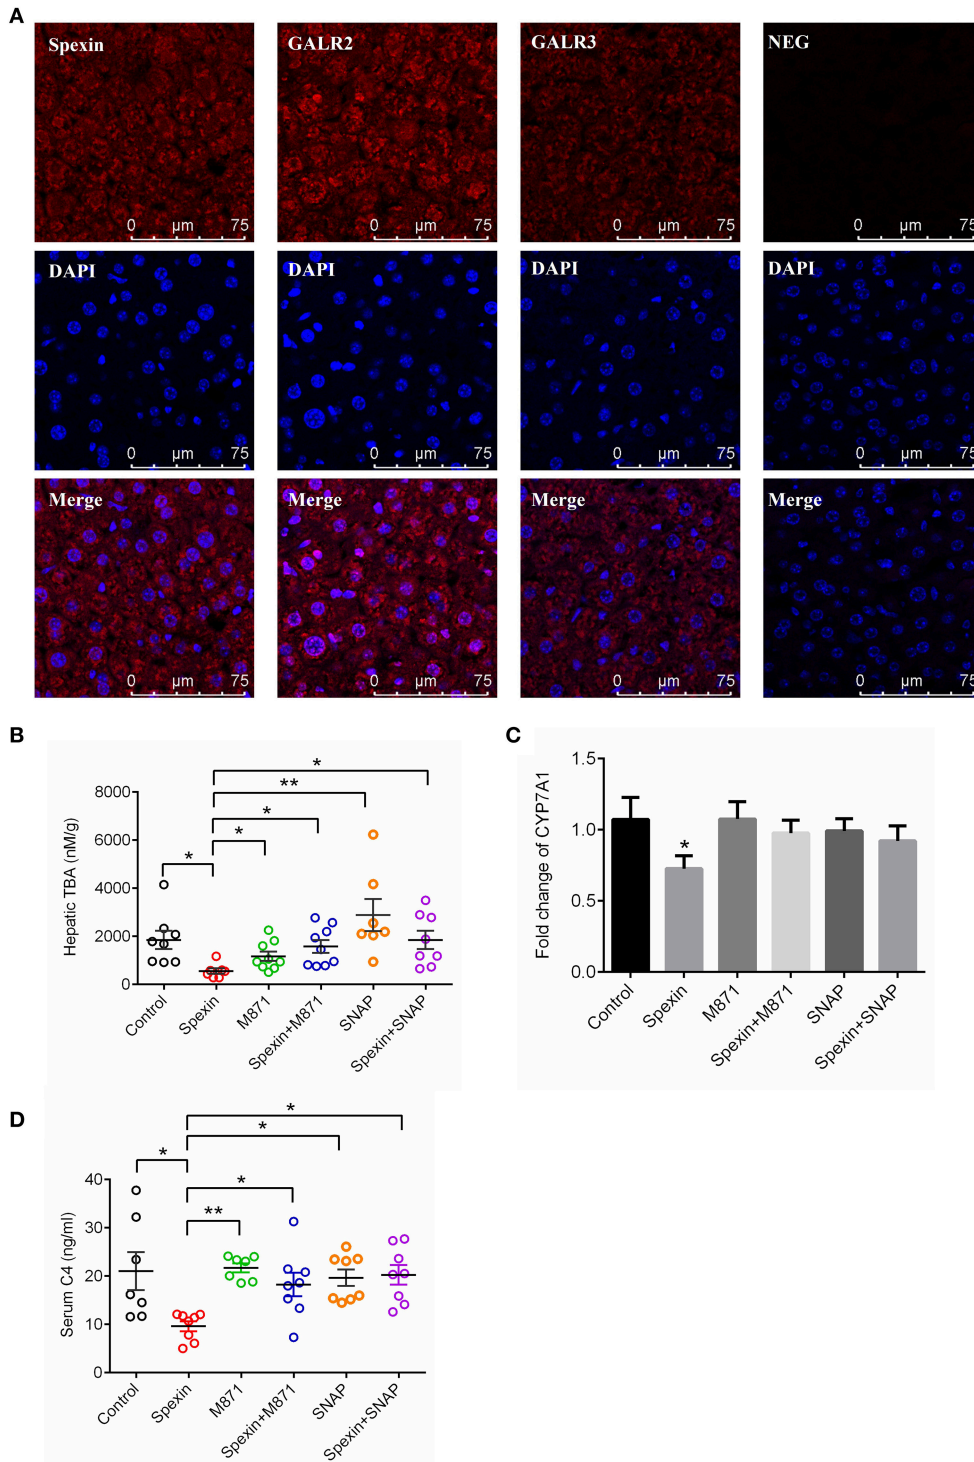 A
Spexin GALR2 GALR3 NEG
0 µm 75 0 µm 75 0 µm 75 0 µm 75
DAPI DAPI DAPI DAPI
0 µm 75 0 µm 75 0 µm 75 0 µm 75
Merge Merge Merge Merge
0 µm 75 0 µm 75 0 µm 75 0 µm 75
B
Hepatic TBA (nM/g)
8000
6000
4000
2000
0
*
**
*
*
*
Control Spexin M871 Spexin+M871 SNAP Spexin+SNAP
C
Fold change of CYP7A1
1.5
1.0
0.5
0.0
*
Control Spexin M871 Spexin+M871 SNAP Spexin+SNAP
D
Serum C4 (ng/ml)
40
30
20
10
0
*
*
*
*
**
Control Spexin M871 Spexin+M871 SNAP Spexin+SNAP